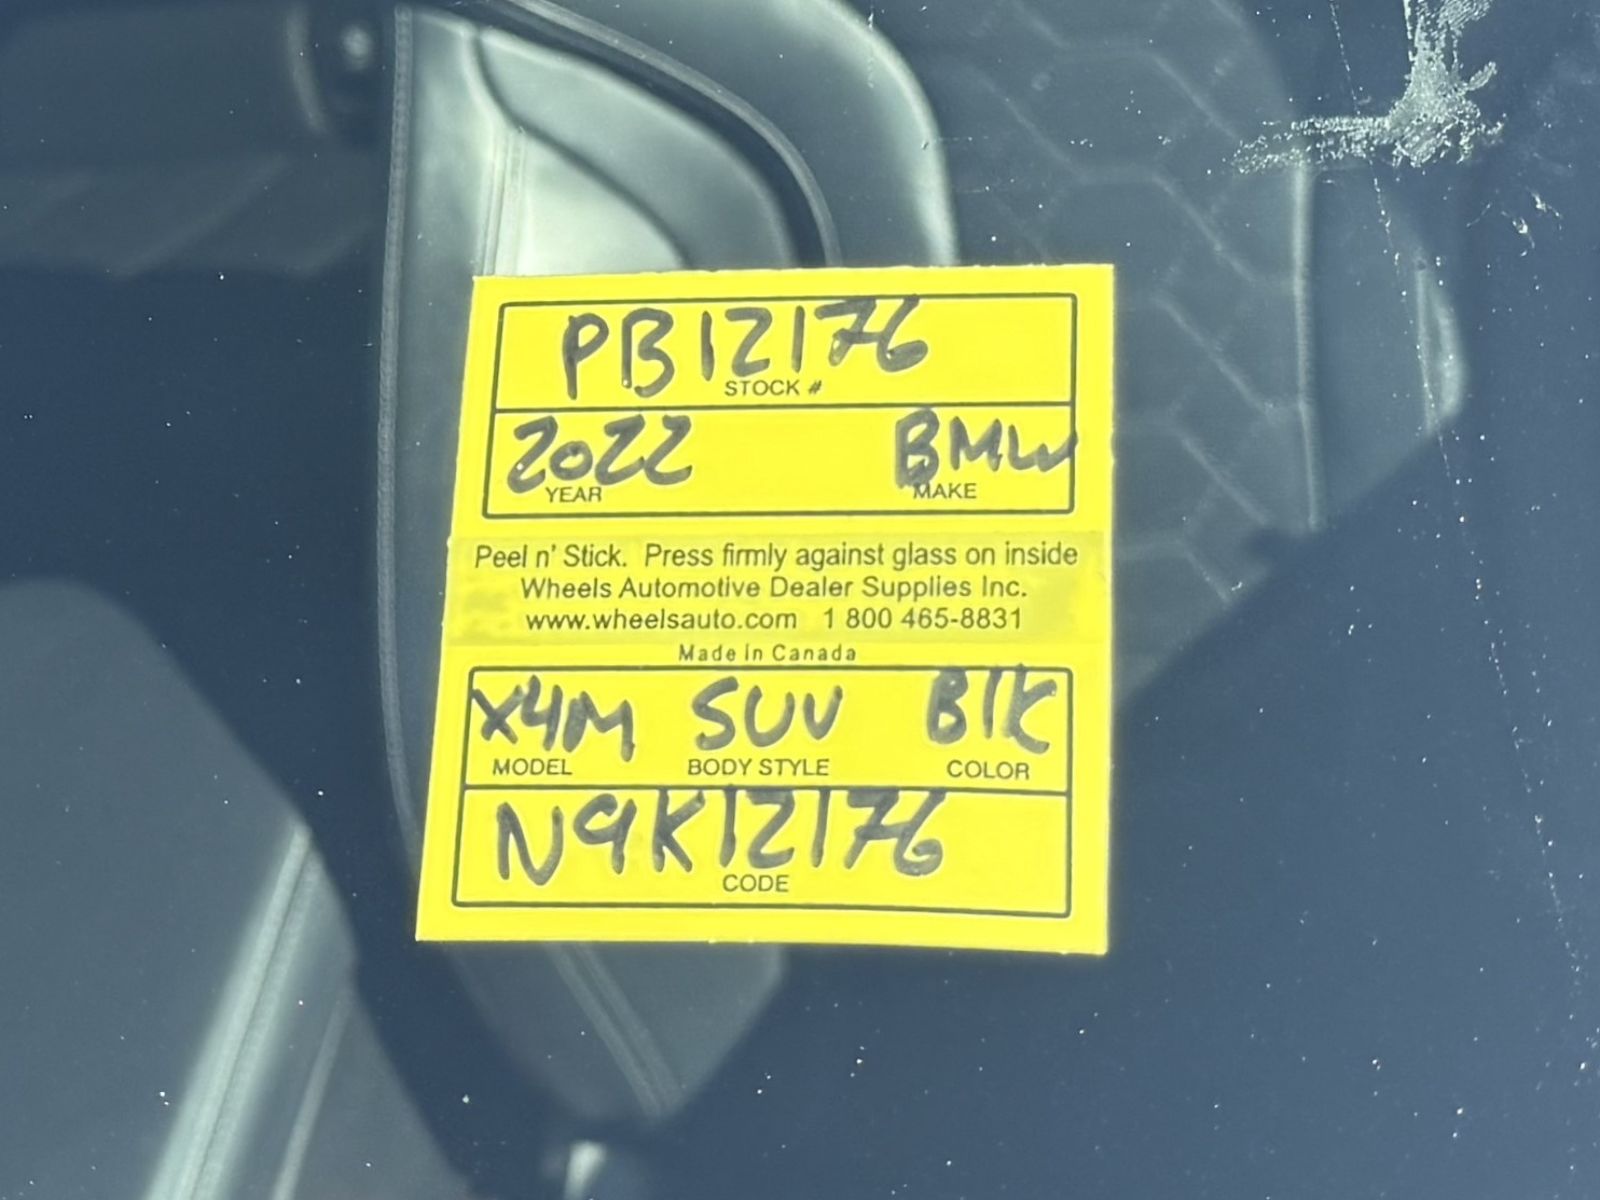 PB12176
STOCK #
2022 BMW
YEAR MAKE
Peel n' Stick. Press firmly against glass on inside
Wheels Automotive Dealer Supplies Inc.
www.wheelsauto.com 1 800 465-8831
Made in Canada
X4M SUV Blk
MODEL BODY STYLE COLOR
N9K12176
CODE